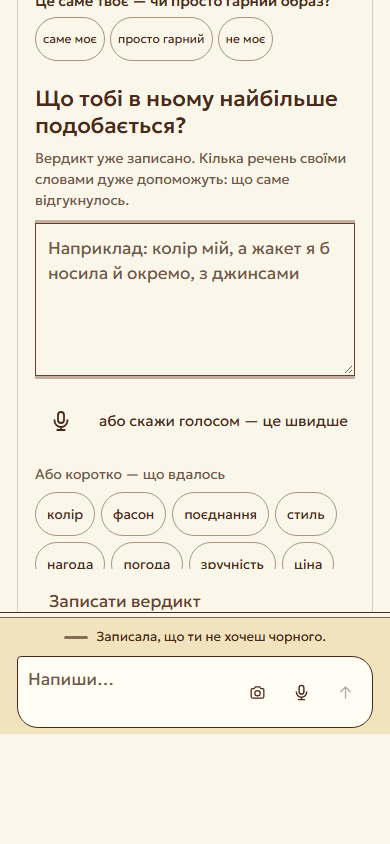 Це саме твоє — чи просто гарний образ?
саме моє просто гарний не моє
Що тобі в ньому найбільше
подобається?
Вердикт уже записано. Кілька речень своїми
словами дуже допоможуть: що саме
відгукнулось.
Наприклад: колір мій, а жакет я б
носила й окремо, з джинсами
або скажи голосом — це швидше
Або коротко — що вдалось
колір фасон поєднання стиль
нагода погода зручність ціна
Записати вердикт
Записала, що ти не хочеш чорного.
Напиши...